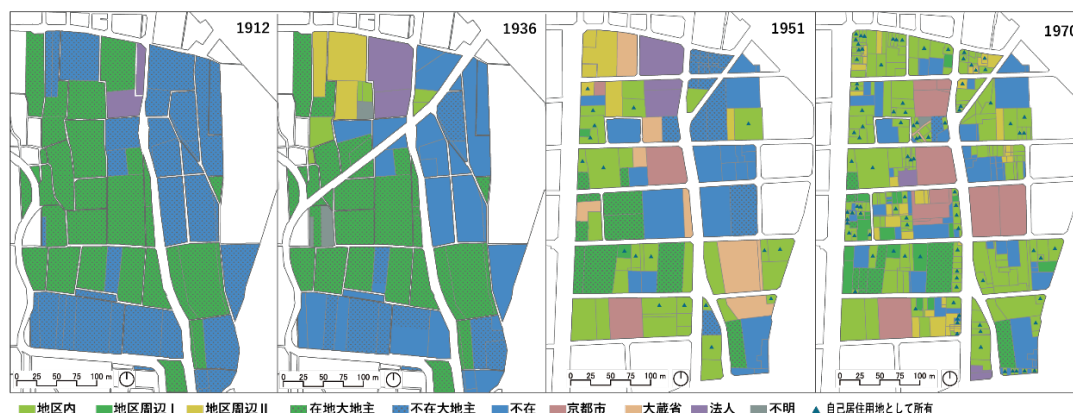 1912
1936
1951
1970
0 25 50 75 100 m
0 25 50 75 100 m
0 25 50 75 100 m
0 25 50 75 100 m
地区内 地区周辺Ⅰ 地区周辺Ⅱ 在地大地主 不在大地主 不在 京都市 大蔵省 法人 不明 自己居住用地として所有